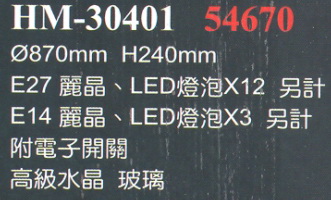 HM-30401 54670
Ø870mm H240mm
E27 麗晶、LED燈泡X12 另計
E14 麗晶、LED燈泡X3 另計
附電子開關
高級水晶 玻璃